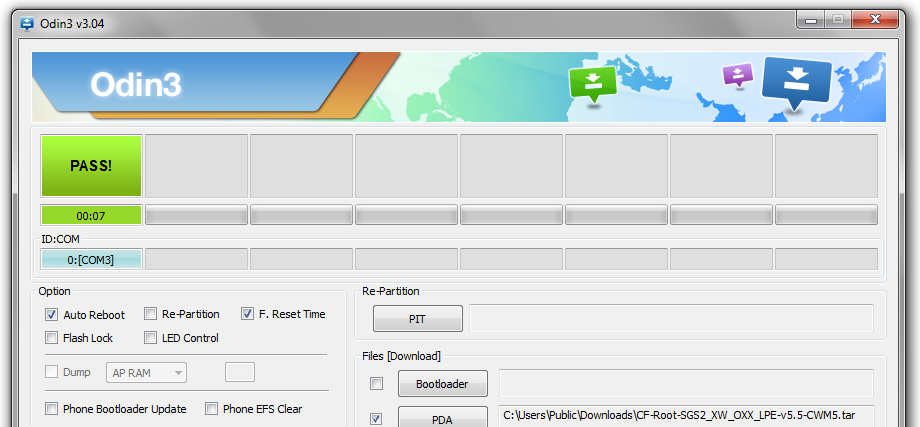 Odin3 v3.04
Odin3
PASS!
00:07
ID:COM
0:[COM3]
Option
Auto Reboot Re-Partition F. Reset Time
Flash Lock LED Control
Dump AP RAM
Phone Bootloader Update Phone EFS Clear
Re-Partition
PIT
Files [Download]
Bootloader
PDA C:\Users\Public\Downloads\CF-Root-SGS2_XW_OXX_LPE-v5.5-CWM5.tar